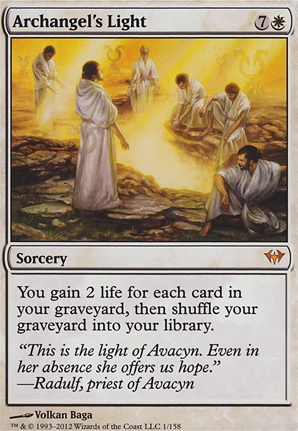 Archangel's Light 7
Sorcery
You gain 2 life for each card in
your graveyard, then shuffle your
graveyard into your library.
“This is the light of Avacyn. Even in
her absence she offers us hope.”
—Radulf, priest of Avacyn
Volkan Baga
™ & © 1993–2012 Wizards of the Coast LLC 1/158